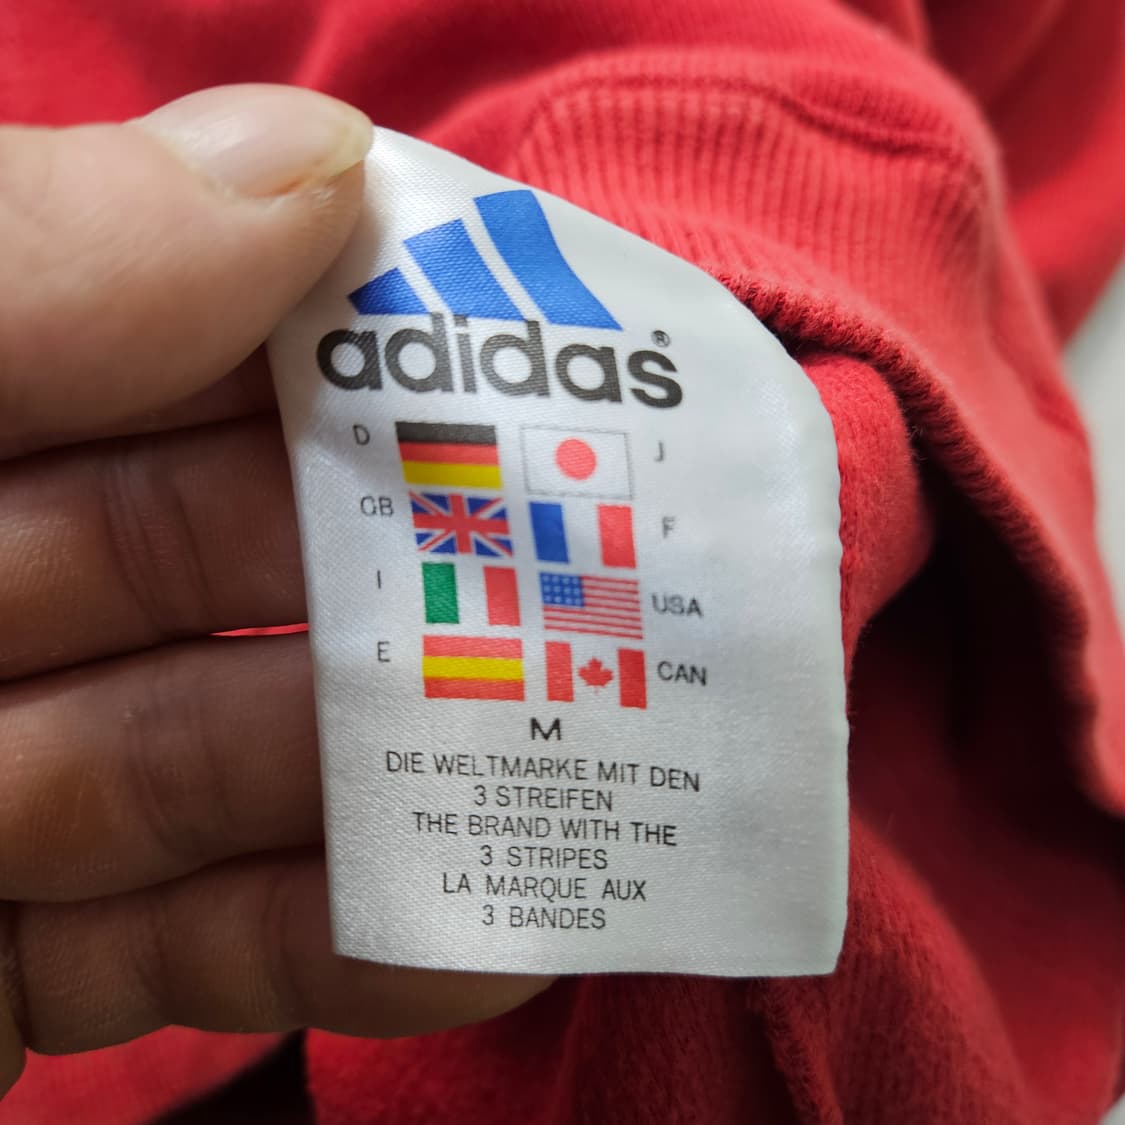 adidas®
D J
GB F
I USA
E CAN
M
DIE WELTMARKE MIT DEN
3 STREIFEN
THE BRAND WITH THE
3 STRIPES
LA MARQUE AUX
3 BANDES